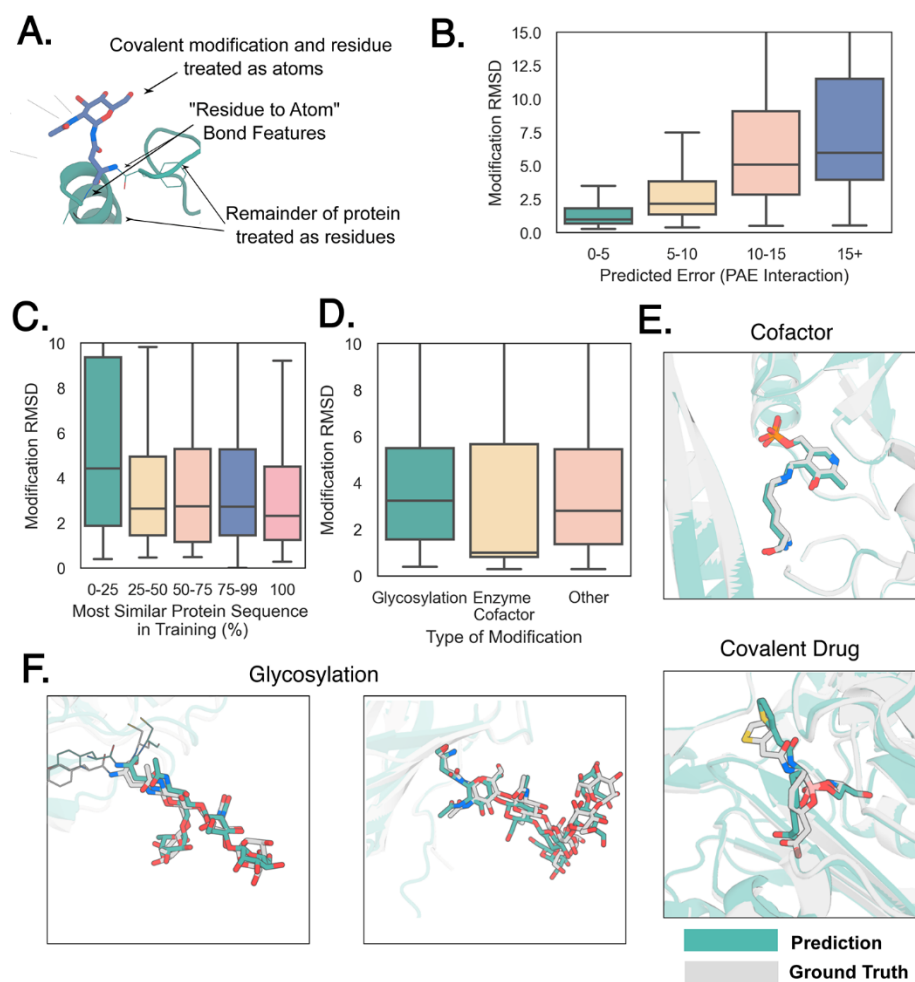 A.
Covalent modification and residue
treated as atoms
"Residue to Atom"
Bond Features
Remainder of protein
treated as residues
B.
Modification RMSD
15.0
12.5
10.0
7.5
5.0
2.5
0.0
0-5
5-10
10-15
15+
Predicted Error (PAE Interaction)
C.
Modification RMSD
10
8
6
4
2
0
0-25
25-50
50-75
75-99
100
Most Similar Protein Sequence
in Training (%)
D.
Modification RMSD
10
8
6
4
2
0
Glycosylation
Enzyme
Cofactor
Other
Type of Modification
E.
Cofactor
Covalent Drug
F.
Glycosylation
Prediction
Ground Truth